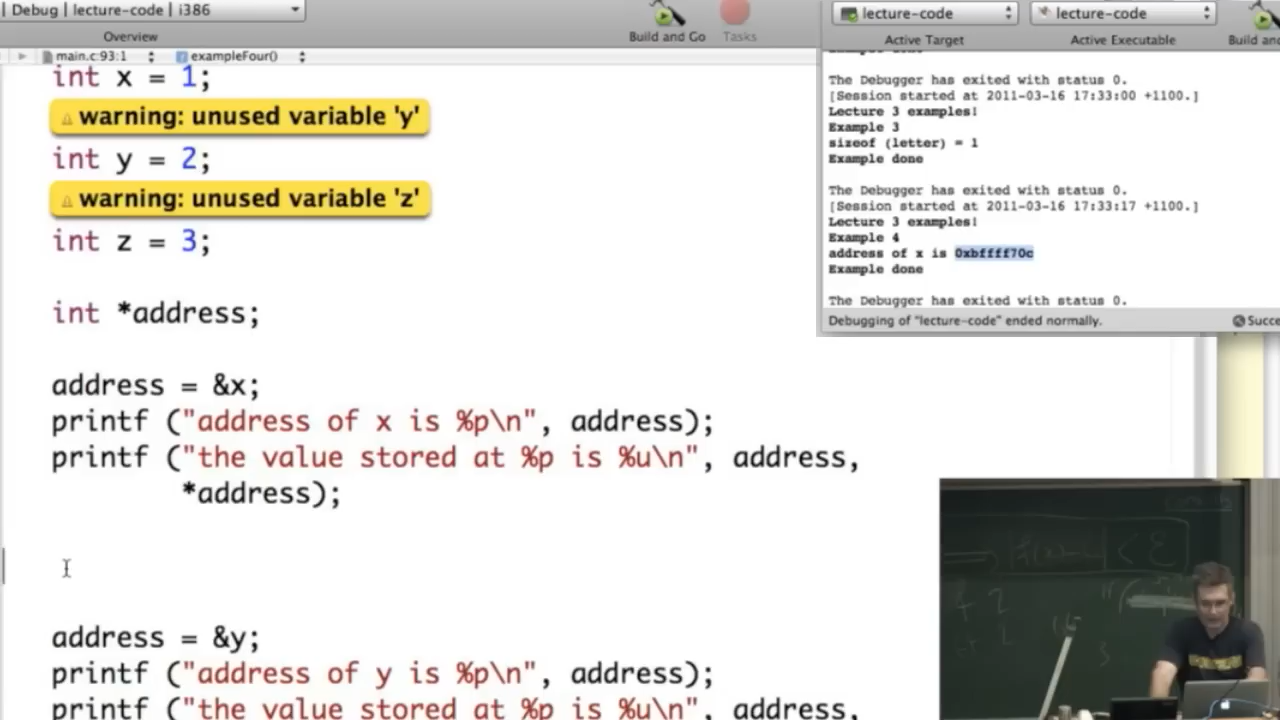 Debug | lecture-code | i386
Overview
Build and Go
Tasks
main.c:93:1
exampleFour()
int x = 1;
warning: unused variable 'y'
int y = 2;
warning: unused variable 'z'
int z = 3;
int *address;
address = &x;
printf ("address of x is %p\n", address);
printf ("the value stored at %p is %u\n", address,
*address);
address = &y;
printf ("address of y is %p\n", address);
printf ("the value stored at %p is %u\n", address,
lecture-code
lecture-code
Active Target
Active Executable
Build and
The Debugger has exited with status 0.
[Session started at 2011-03-16 17:33:00 +1100.]
Lecture 3 examples!
Example 3
sizeof (letter) = 1
Example done
The Debugger has exited with status 0.
[Session started at 2011-03-16 17:33:17 +1100.]
Lecture 3 examples!
Example 4
address of x is 0xbffff70c
Example done
The Debugger has exited with status 0.
Debugging of "lecture-code" ended normally.
Succe